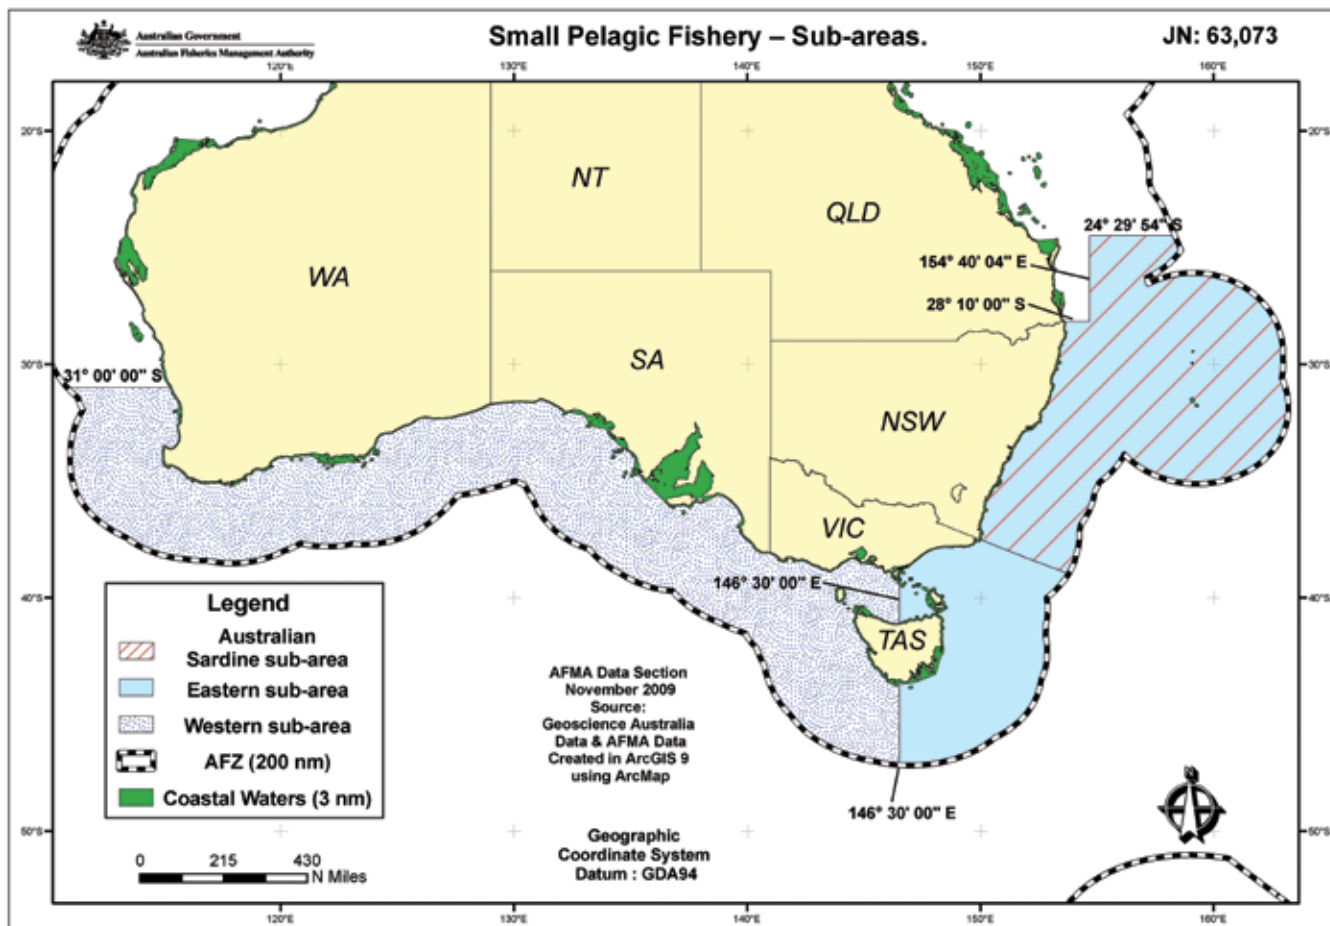 Australian Government
Australian Fisheries Management Authority
Small Pelagic Fishery – Sub-areas.
JN: 63,073
120°E
130°E
140°E
150°E
160°E
20°S
20°S
NT
QLD
WA
24° 29' 54" S
154° 40' 04" E
28° 10' 00" S
SA
30°S
30°S
31° 00' 00" S
NSW
VIC
146° 30' 00" E
40°S
40°S
TAS
Legend
Australian
Sardine sub-area
Eastern sub-area
Western sub-area
AFZ (200 nm)
Coastal Waters (3 nm)
AFMA Data Section
November 2009
Source:
Geoscience Australia
Data & AFMA Data
Created in ArcGIS 9
using ArcMap
146° 30' 00" E
50°S
50°S
Geographic
Coordinate System
Datum : GDA94
0 215 430
N Miles
120°E
130°E
140°E
150°E
160°E